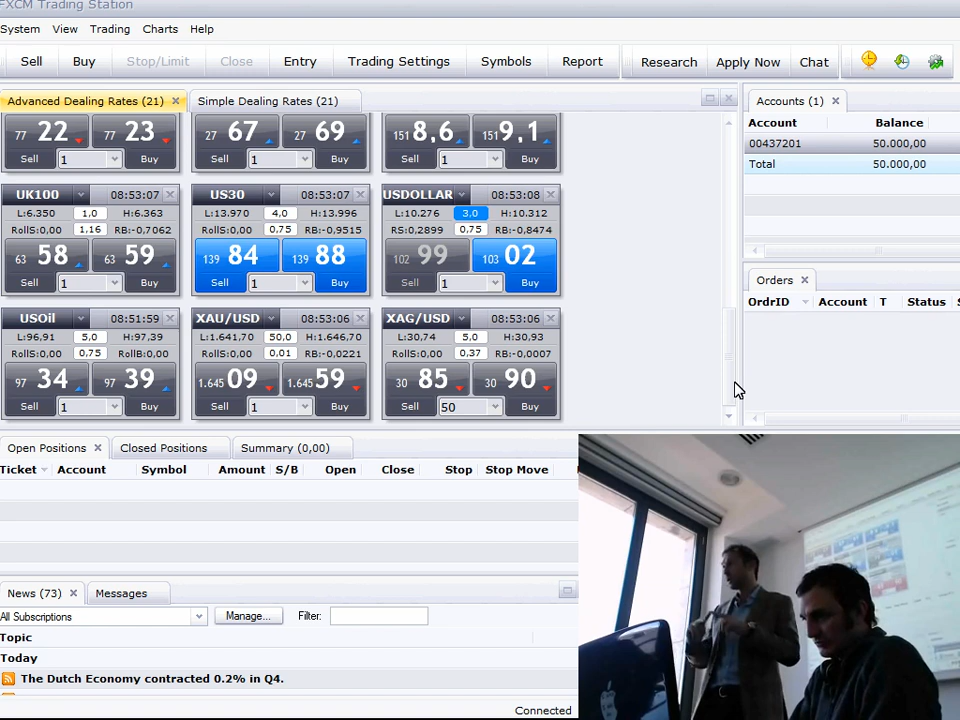 FXCM Trading Station
System View Trading Charts Help
Sell Buy Stop/Limit Close Entry Trading Settings Symbols Report Research Apply Now Chat
Advanced Dealing Rates (21) Simple Dealing Rates (21) Accounts (1)
Account Balance
77 22 77 23 27 67 27 69 151 8,6 151 9,1
00437201 50.000,00
Sell 1 Buy Sell 1 Buy Sell 1 Buy
Total 50.000,00
UK100 08:53:07 US30 08:53:07 USDOLLAR 08:53:08
L:6.350 1,0 H:6.363 L:13.970 4,0 H:13.996 L:10.276 3,0 H:10.312
RollS:0,00 1,16 RB:-0,7062 RollS:0,00 0,75 RB:-0,9515 RS:0,2899 0,75 RB:-0,8474
63 58 63 59 139 84 139 88 102 99 103 02
Sell 1 Buy Sell 1 Buy Sell 1 Buy
Orders
OrdrID Account T Status S
USOil 08:51:59 XAU/USD 08:53:06 XAG/USD 08:53:06
L:96,91 5,0 H:97,39 L:1.641,70 50,0 H:1.646,70 L:30,74 5,0 H:30,93
RollS:0,00 0,75 RollB:0,00 RollS:0,00 0,01 RB:-0,0221 RollS:0,00 0,37 RB:-0,0007
97 34 97 39 1.645 09 1.645 59 30 85 30 90
Sell 1 Buy Sell 1 Buy Sell 50 Buy
Open Positions Closed Positions Summary (0,00)
Ticket Account Symbol Amount S/B Open Close Stop Stop Move
News (73) Messages
All Subscriptions Manage... Filter:
Topic
Today
The Dutch Economy contracted 0.2% in Q4.
Connected